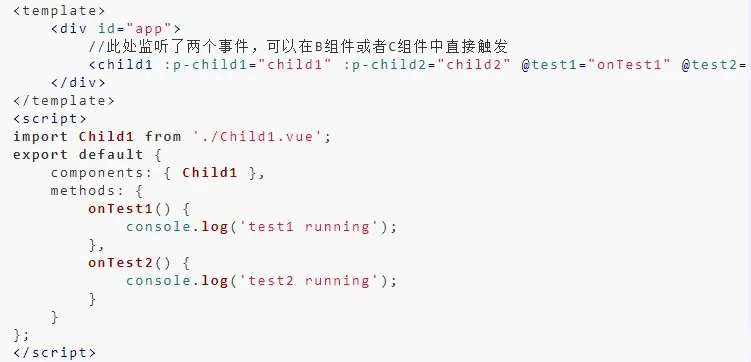 <template>
    <div id="app">
        //此处监听了两个事件，可以在B组件或者C组件中直接触发
        <child1 :p-child1="child1" :p-child2="child2" @test1="onTest1" @test2=
    </div>
</template>
<script>
import Child1 from './Child1.vue';
export default {
    components: { Child1 },
    methods: {
        onTest1() {
            console.log('test1 running');
        },
        onTest2() {
            console.log('test2 running');
        }
    }
};
</script>